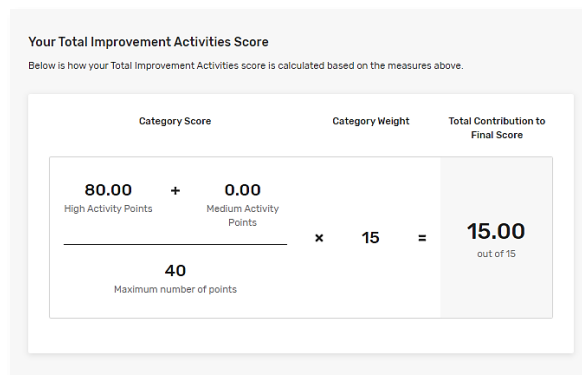 Your Total Improvement Activities Score
Below is how your Total Improvement Activities score is calculated based on the measures above.
Category Score
Category Weight
Total Contribution to
Final Score
80.00 + 0.00
High Activity Points
Medium Activity
Points
40
Maximum number of points
× 15 =
15.00
out of 15